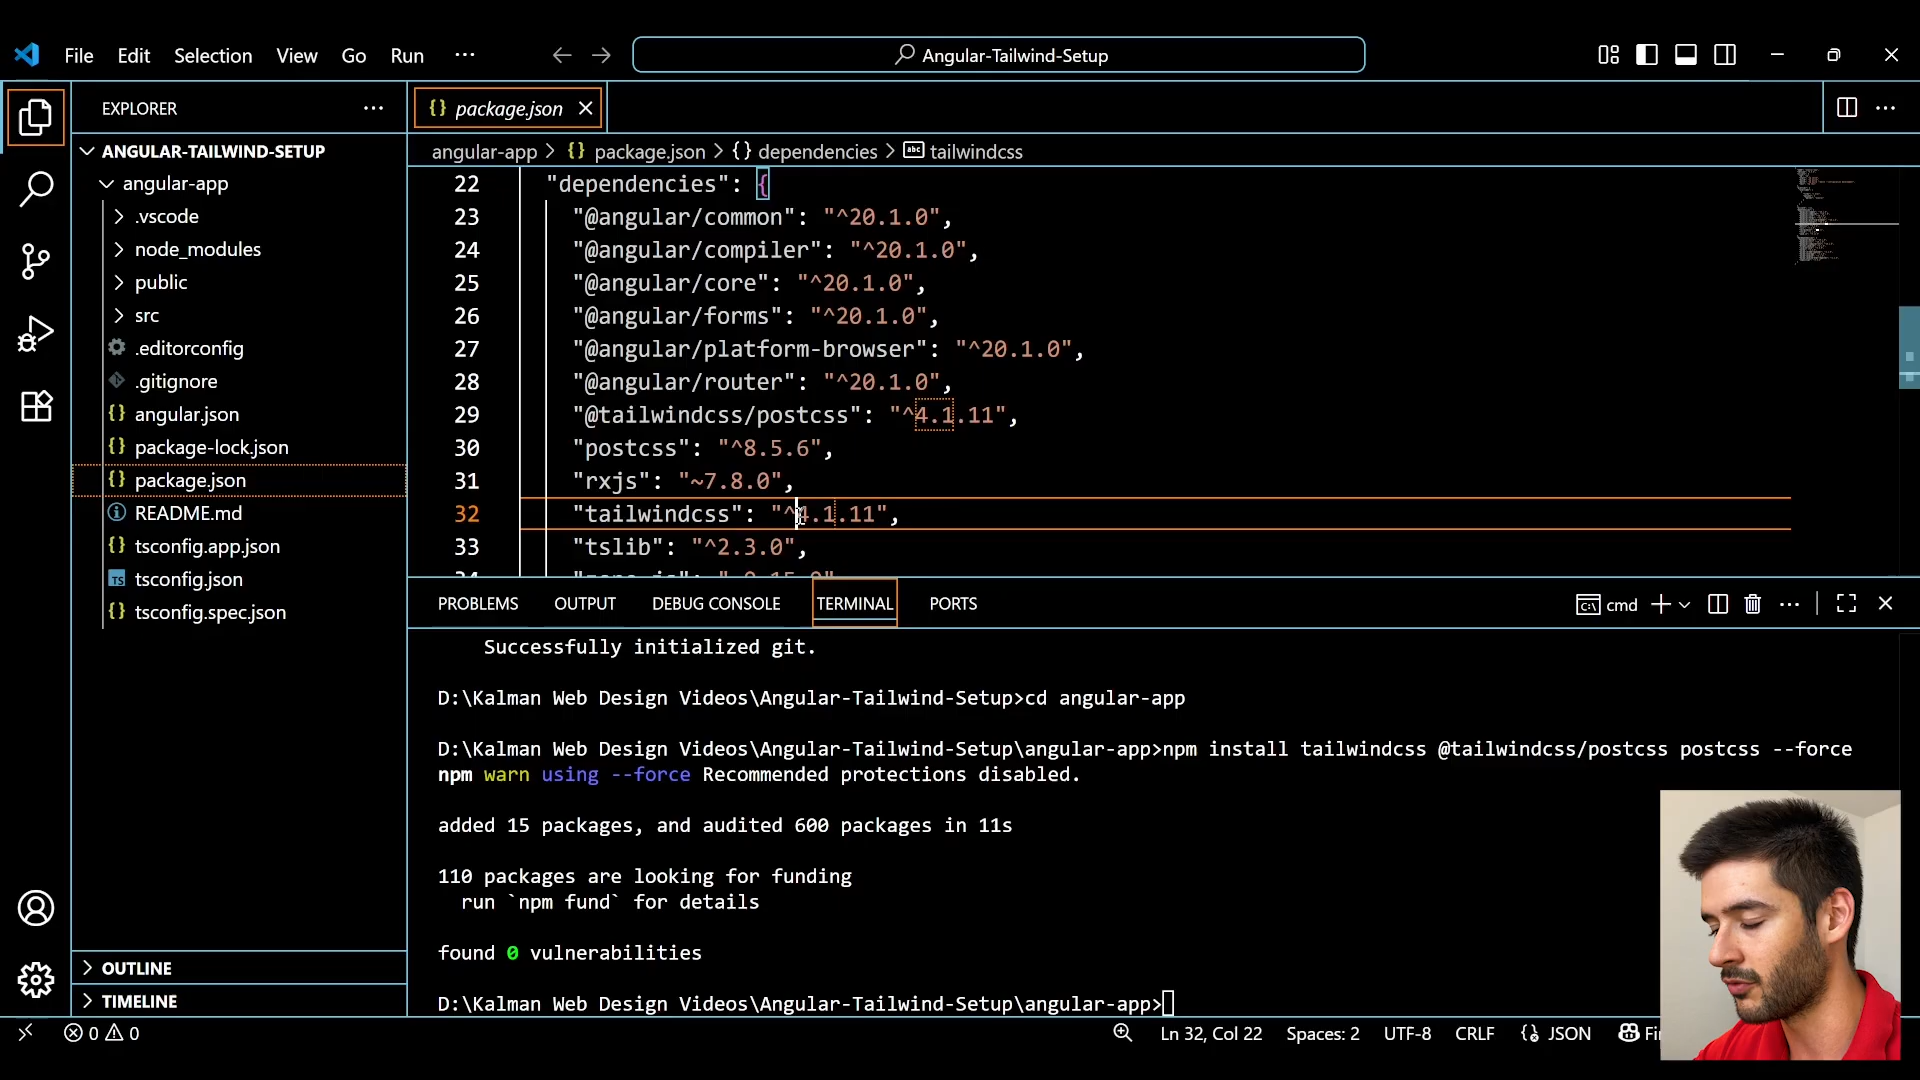 File Edit Selection View Go Run ···
Angular-Tailwind-Setup
EXPLORER
ANGULAR-TAILWIND-SETUP
angular-app
.vscode
node_modules
public
src
.editorconfig
.gitignore
angular.json
package-lock.json
package.json
README.md
tsconfig.app.json
tsconfig.json
tsconfig.spec.json
OUTLINE
TIMELINE
package.json
angular-app > {} package.json > {} dependencies > abc tailwindcss
22 "dependencies": {
23 "@angular/common": "^20.1.0",
24 "@angular/compiler": "^20.1.0",
25 "@angular/core": "^20.1.0",
26 "@angular/forms": "^20.1.0",
27 "@angular/platform-browser": "^20.1.0",
28 "@angular/router": "^20.1.0",
29 "@tailwindcss/postcss": "^4.1.11",
30 "postcss": "^8.5.6",
31 "rxjs": "~7.8.0",
32 "tailwindcss": "^4.1.11",
33 "tslib": "^2.3.0",
PROBLEMS OUTPUT DEBUG CONSOLE TERMINAL PORTS
cmd
Successfully initialized git.
D:\Kalman Web Design Videos\Angular-Tailwind-Setup>cd angular-app
D:\Kalman Web Design Videos\Angular-Tailwind-Setup\angular-app>npm install tailwindcss @tailwindcss/postcss postcss --force
npm warn using --force Recommended protections disabled.
added 15 packages, and audited 600 packages in 11s
110 packages are looking for funding
run `npm fund` for details
found 0 vulnerabilities
D:\Kalman Web Design Videos\Angular-Tailwind-Setup\angular-app>
0 0
Ln 32, Col 22 Spaces: 2 UTF-8 CRLF {} JSON